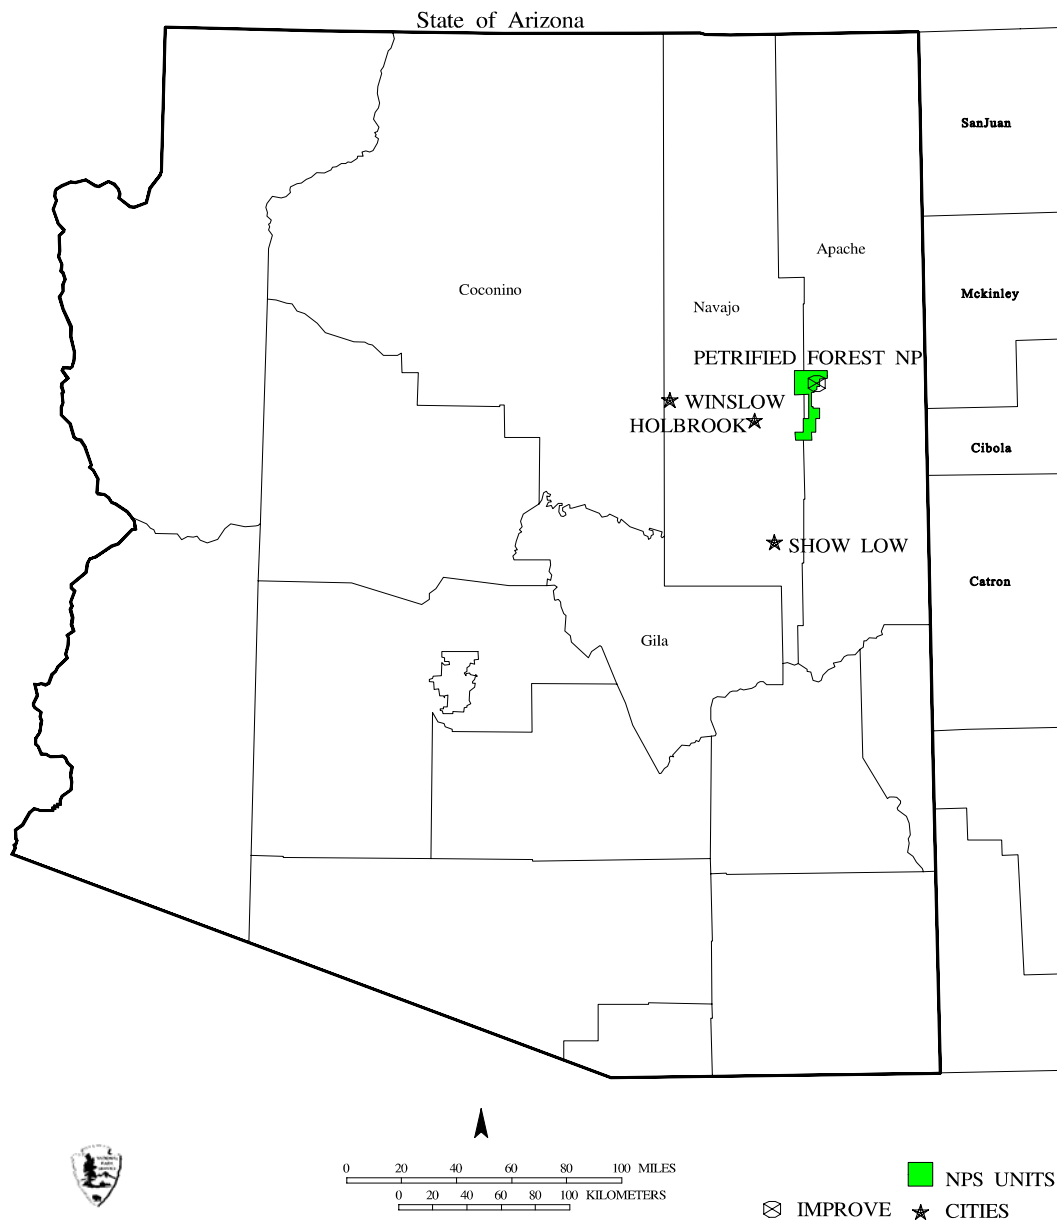 State of Arizona
SanJuan
Apache
Coconino
Mckinley
Navajo
PETRIFIED FOREST NP
WINSLOW
HOLBROOK
Cibola
SHOW LOW
Catron
Gila
0 20 40 60 80 100 MILES
NPS UNITS
0 20 40 60 80 100 KILOMETERS
IMPROVE
CITIES